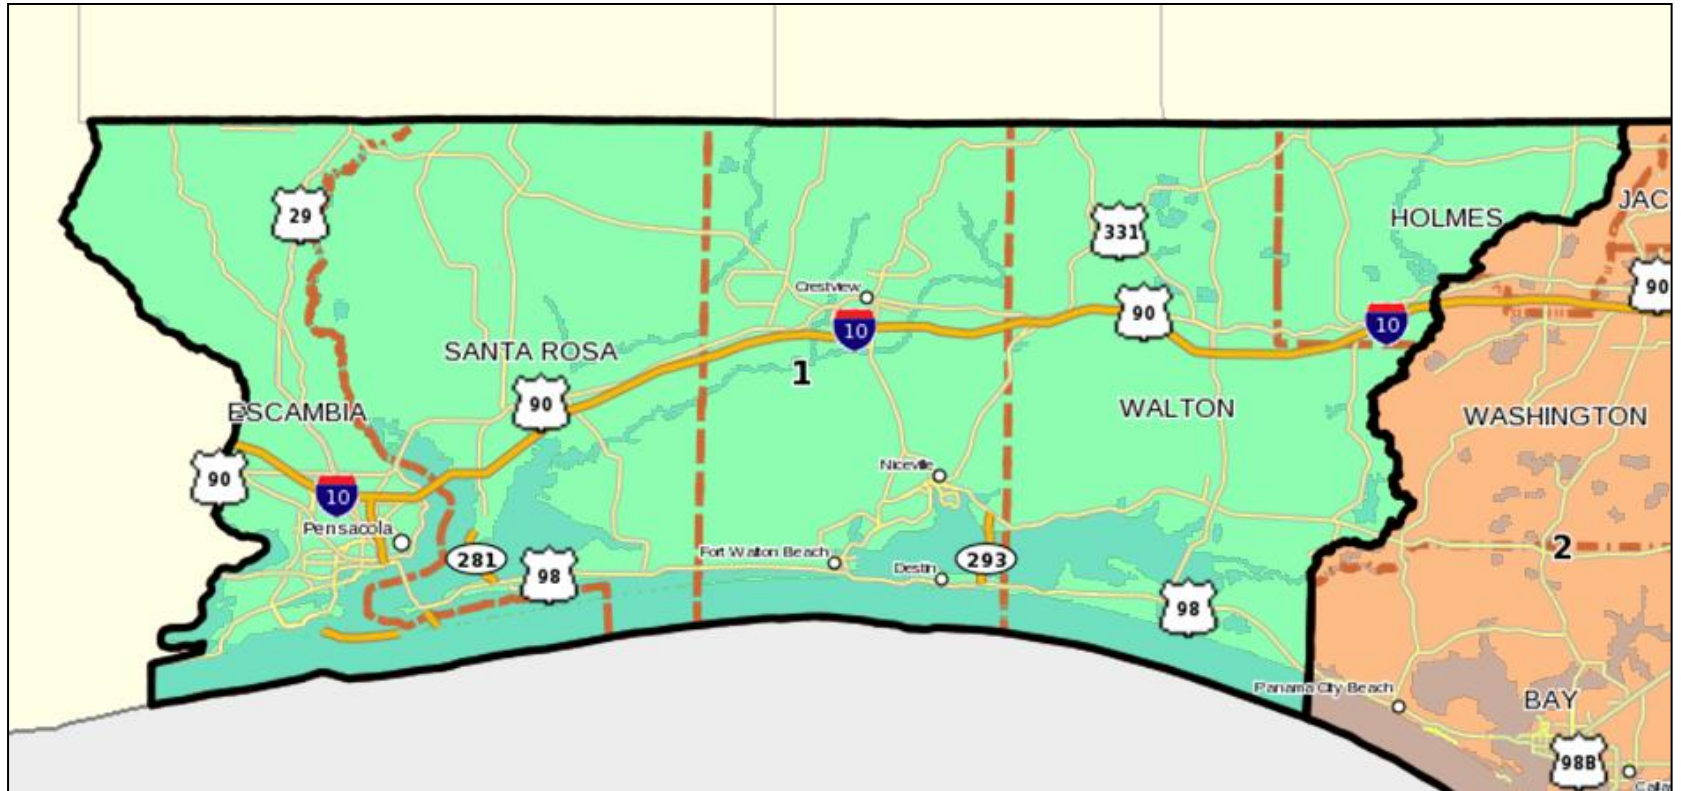 JAC
29
HOLMES
331
Crestview
90
90
10
10
SANTA ROSA
1
90
ESCAMBIA
WALTON
WASHINGTON
90
Niceville
10
Pensacola
2
Fort Walton Beach
281
98
293
Destin
98
Panama City Beach
BAY
98B
Calla